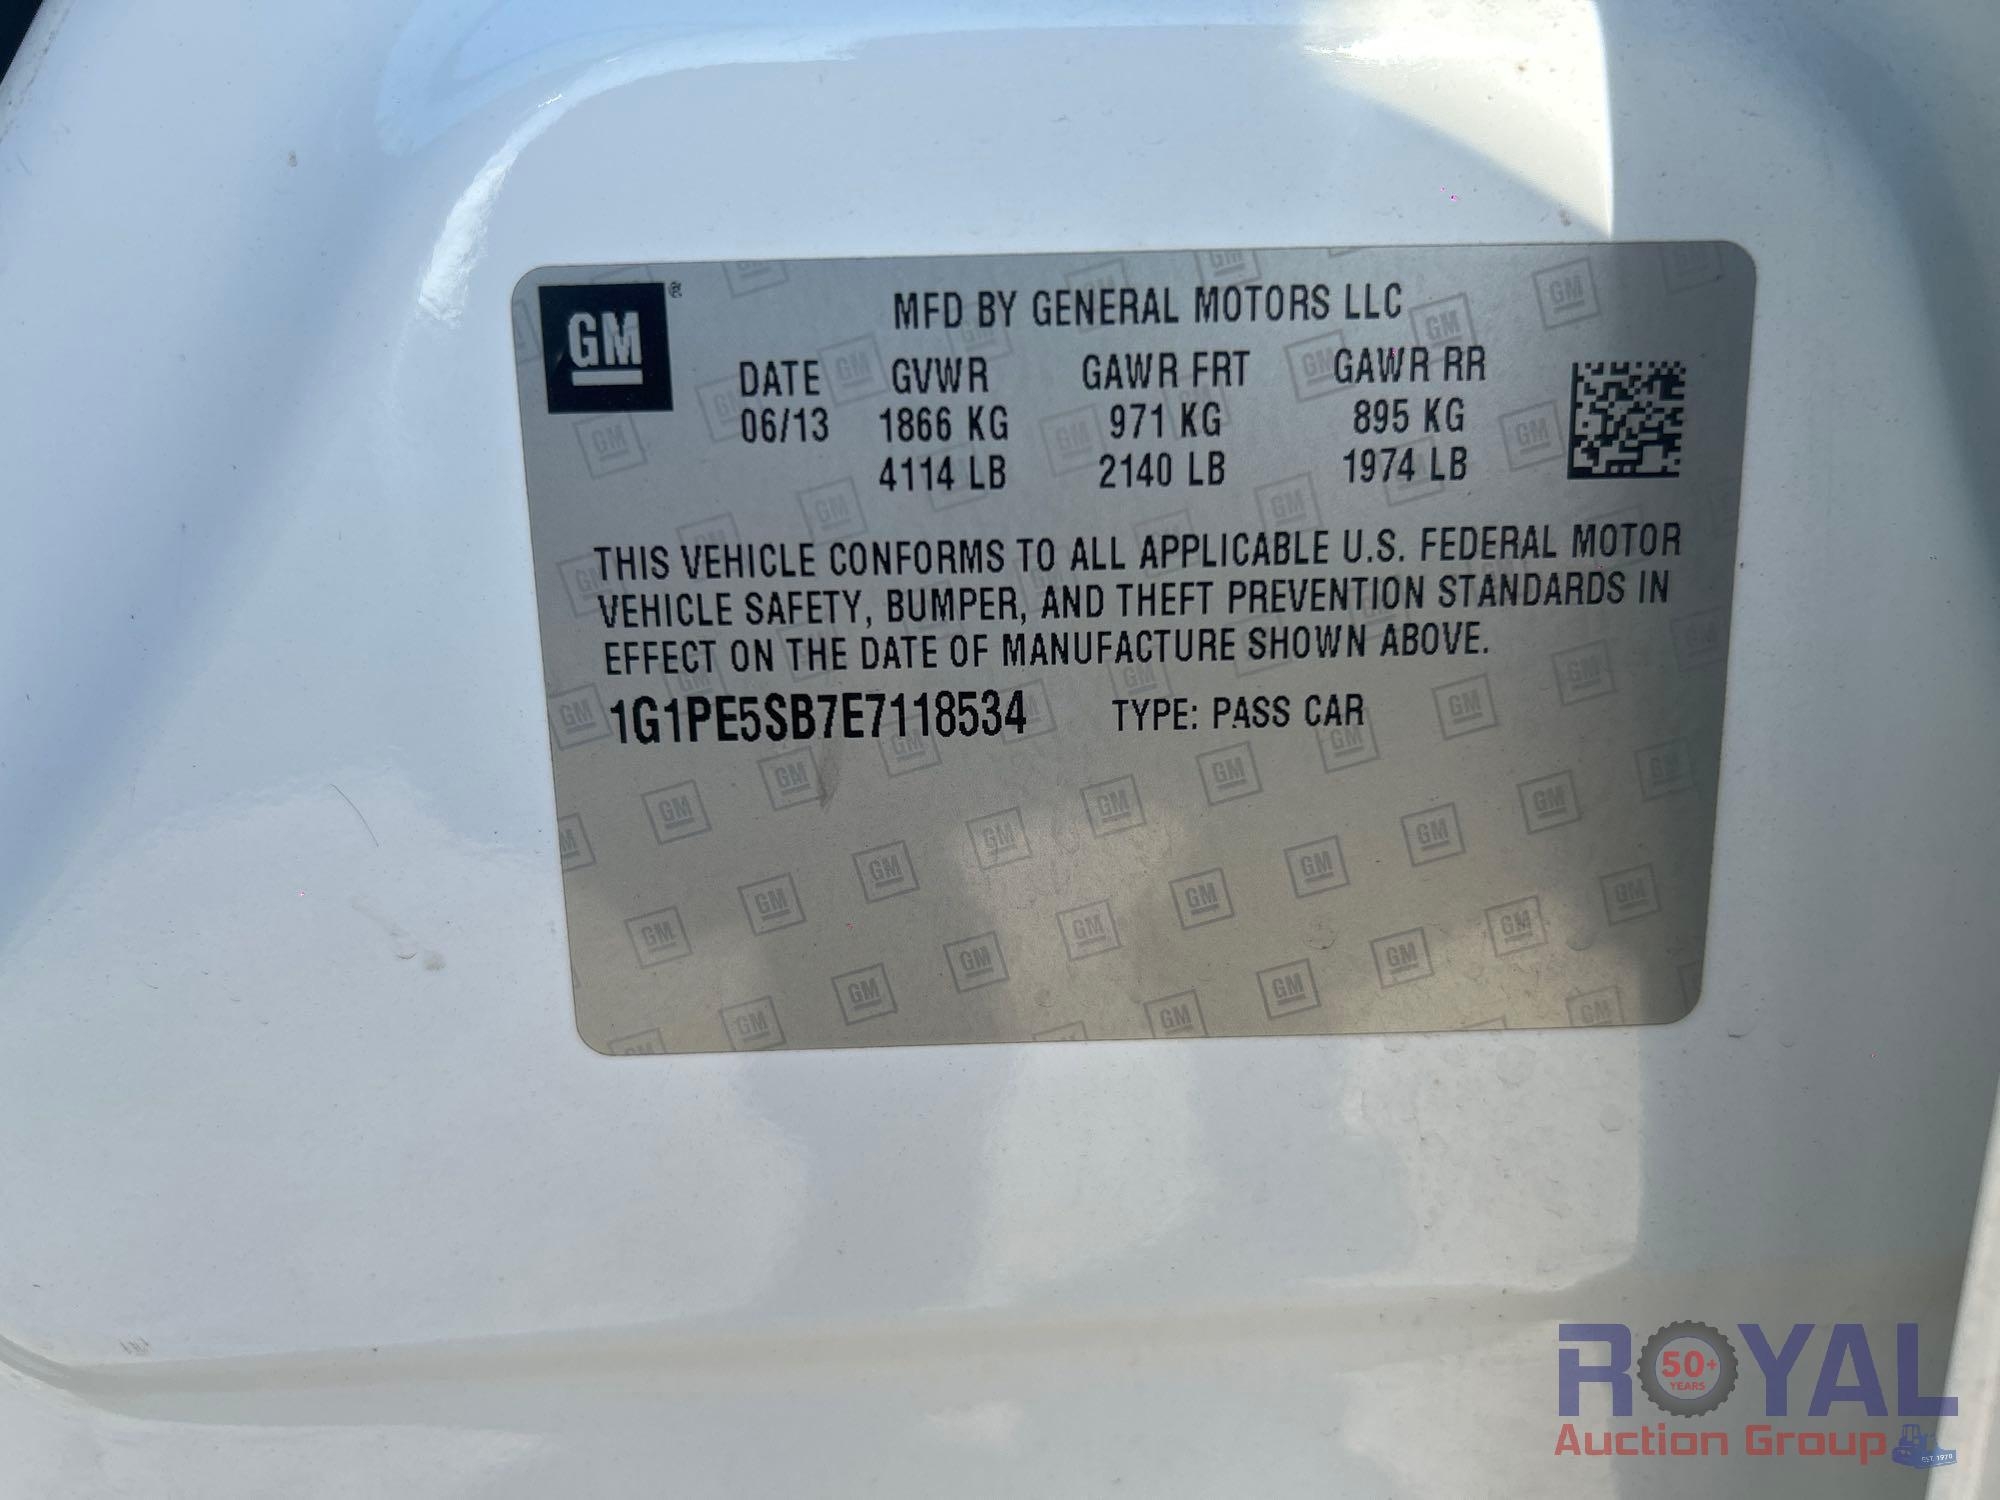 GM®
MFD BY GENERAL MOTORS LLC
DATE GVWR GAWR FRT GAWR RR
06/13 1866 KG 971 KG 895 KG
4114 LB 2140 LB 1974 LB
THIS VEHICLE CONFORMS TO ALL APPLICABLE U.S. FEDERAL MOTOR
VEHICLE SAFETY, BUMPER, AND THEFT PREVENTION STANDARDS IN
EFFECT ON THE DATE OF MANUFACTURE SHOWN ABOVE.
1G1PE5SB7E7118534 TYPE: PASS CAR
ROYAL
50+
YEARS
Auction Group
EST. 1970